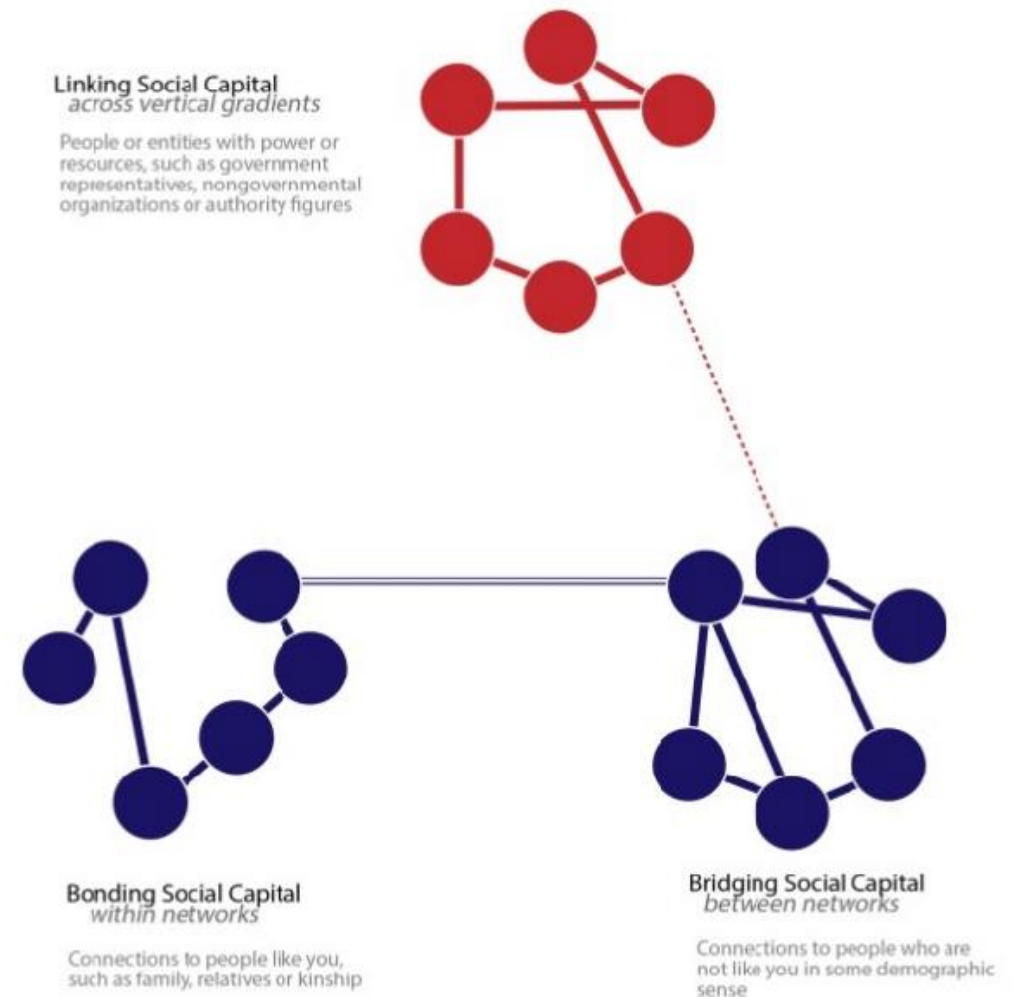 Linking Social Capital
across vertical gradients
People or entities with power or
resources, such as government
representatives, nongovernmental
organizations or authority figures
Bonding Social Capital
within networks
Connections to people like you,
such as family, relatives or kinship
Bridging Social Capital
between networks
Connections to people who are
not like you in some demographic
sense